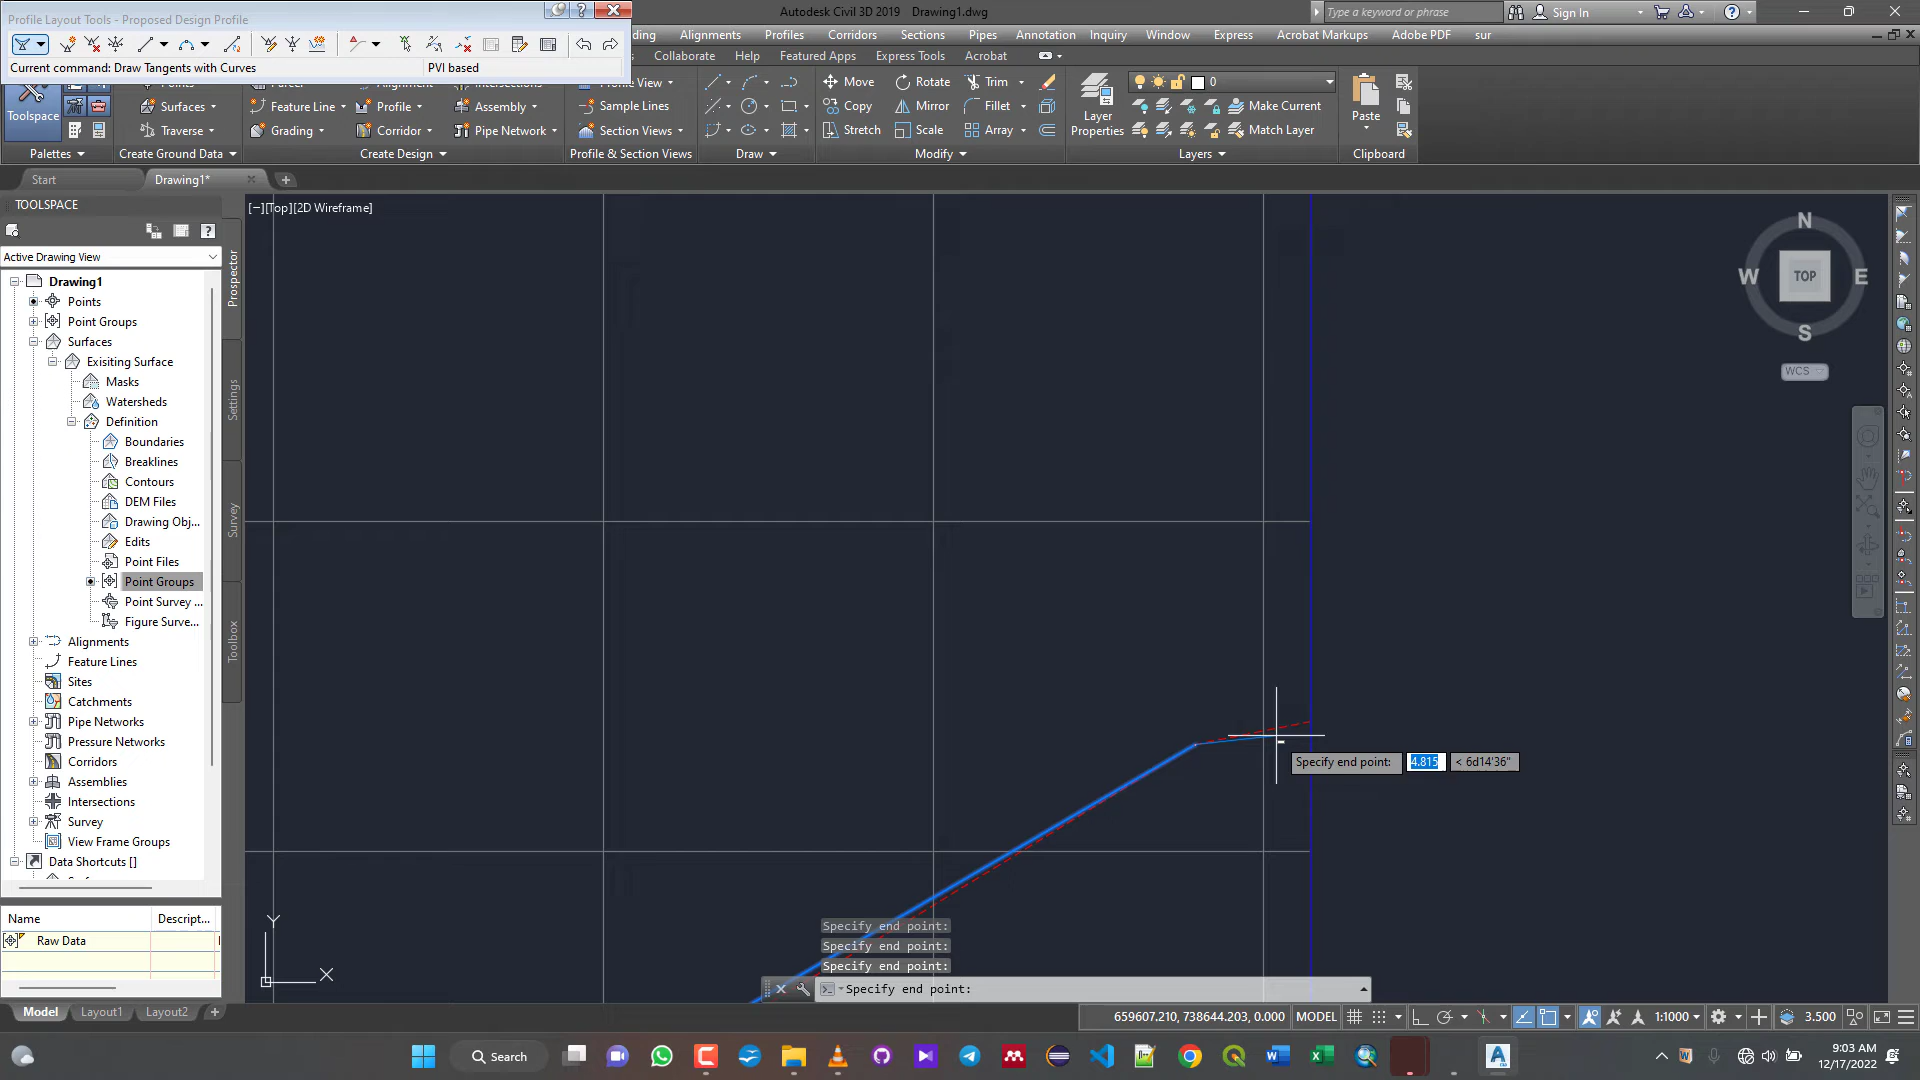 Profile Layout Tools - Proposed Design Profile
Autodesk Civil 3D 2019 Drawing1.dwg
Type a keyword or phrase
Sign In
Current command: Draw Tangents with Curves
PVI based
Alignments
Profiles
Corridors
Sections
Pipes
Annotation
Inquiry
Window
Express
Acrobat Markups
Adobe PDF
sur
Collaborate
Help
Featured Apps
Express Tools
Acrobat
Toolspace
Surfaces
Traverse
Feature Line
Grading
Profile
Corridor
Assembly
Pipe Network
Sample Lines
Section Views
Move
Rotate
Trim
Copy
Mirror
Fillet
Stretch
Scale
Array
Layer
Properties
0
Make Current
Match Layer
Paste
Palettes
Create Ground Data
Create Design
Profile & Section Views
Draw
Modify
Layers
Clipboard
Start
Drawing1*
TOOLSPACE
[−][Top][2D Wireframe]
Active Drawing View
Drawing1
Points
Point Groups
Surfaces
Exisiting Surface
Masks
Watersheds
Definition
Boundaries
Breaklines
Contours
DEM Files
Drawing Obj...
Edits
Point Files
Point Groups
Point Survey ...
Figure Surve...
Alignments
Feature Lines
Sites
Catchments
Pipe Networks
Pressure Networks
Corridors
Assemblies
Intersections
Survey
View Frame Groups
Data Shortcuts []
Prospector
Settings
Survey
Toolbox
Name
Descript...
Raw Data
N
W
TOP
E
S
WCS
Specify end point:
4.815
< 6d14'36"
Y
X
Specify end point:
Specify end point:
Specify end point:
Specify end point:
Model
Layout1
Layout2
659607.210, 738644.203, 0.000
MODEL
1:1000
3.500
Search
9:03 AM
12/17/2022